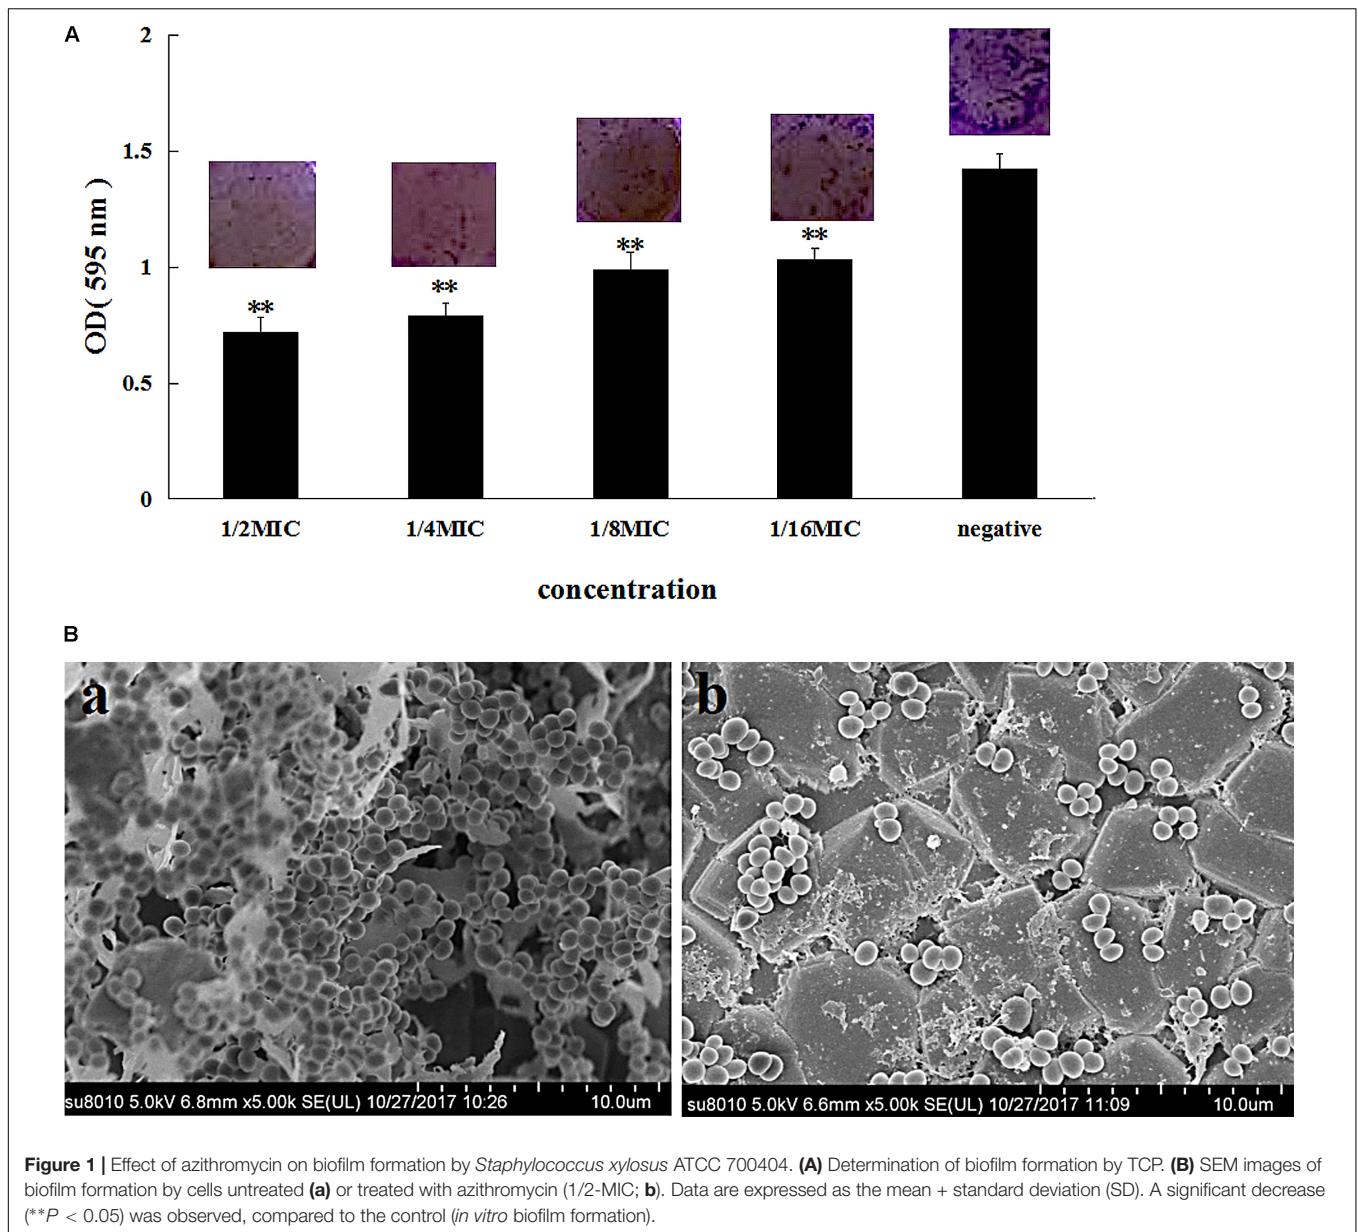 A
2
1.5
1
0.5
0
OD( 595 nm )
**
**
**
**
1/2MIC 1/4MIC 1/8MIC 1/16MIC negative
concentration
B
a
b
su8010 5.0kV 6.8mm x5.00k SE(UL) 10/27/2017 10:26 10.0um
su8010 5.0kV 6.6mm x5.00k SE(UL) 10/27/2017 11:09 10.0um
Figure 1 | Effect of azithromycin on biofilm formation by Staphylococcus xylosus ATCC 700404. (A) Determination of biofilm formation by TCP. (B) SEM images of
biofilm formation by cells untreated (a) or treated with azithromycin (1/2-MIC; b). Data are expressed as the mean + standard deviation (SD). A significant decrease
(**P < 0.05) was observed, compared to the control (in vitro biofilm formation).